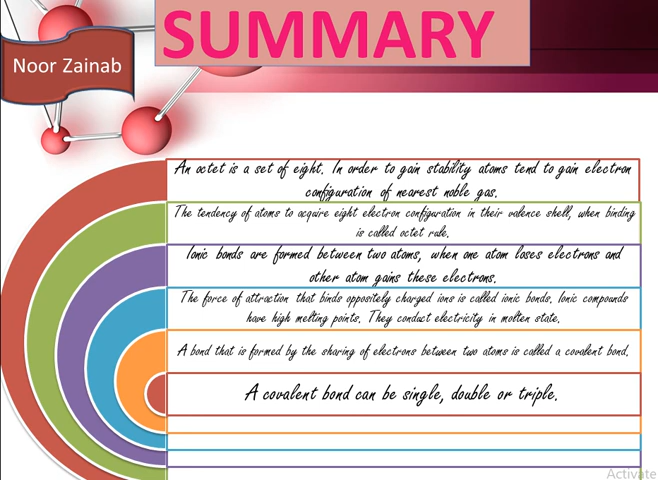 SUMMARY
Noor Zainab
An octet is a set of eight. In order to gain stability atoms tend to gain electron
configuration of nearest noble gas.
The tendency of atoms to acquire eight electron configuration in their valence shell, when binding
is called octet rule.
Ionic bonds are formed between two atoms, when one atom loses electrons and
other atom gains these electrons.
The force of attraction that binds oppositely charged ions is called ionic bonds. Ionic compounds
have high melting points. They conduct electricity in molten state.
A bond that is formed by the sharing of electrons between two atoms is called a covalent bond.
A covalent bond can be single, double or triple.
Activate